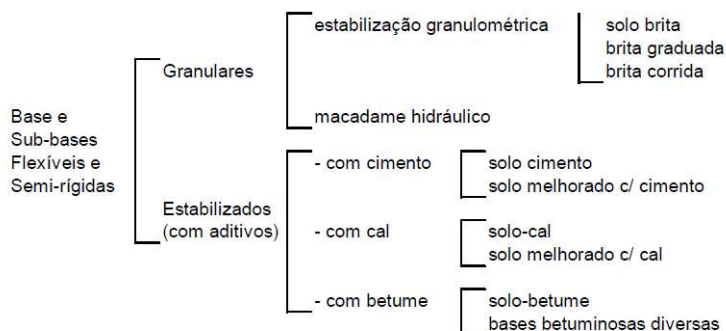 Base e
Sub-bases
Flexíveis e
Semi-rígidas
Granulares
estabilização granulométrica
solo brita
brita graduada
brita corrida
macadame hidráulico
Estabilizados
(com aditivos)
- com cimento
solo cimento
solo melhorado c/ cimento
- com cal
solo-cal
solo melhorado c/ cal
- com betume
solo-betume
bases betuminosas diversas